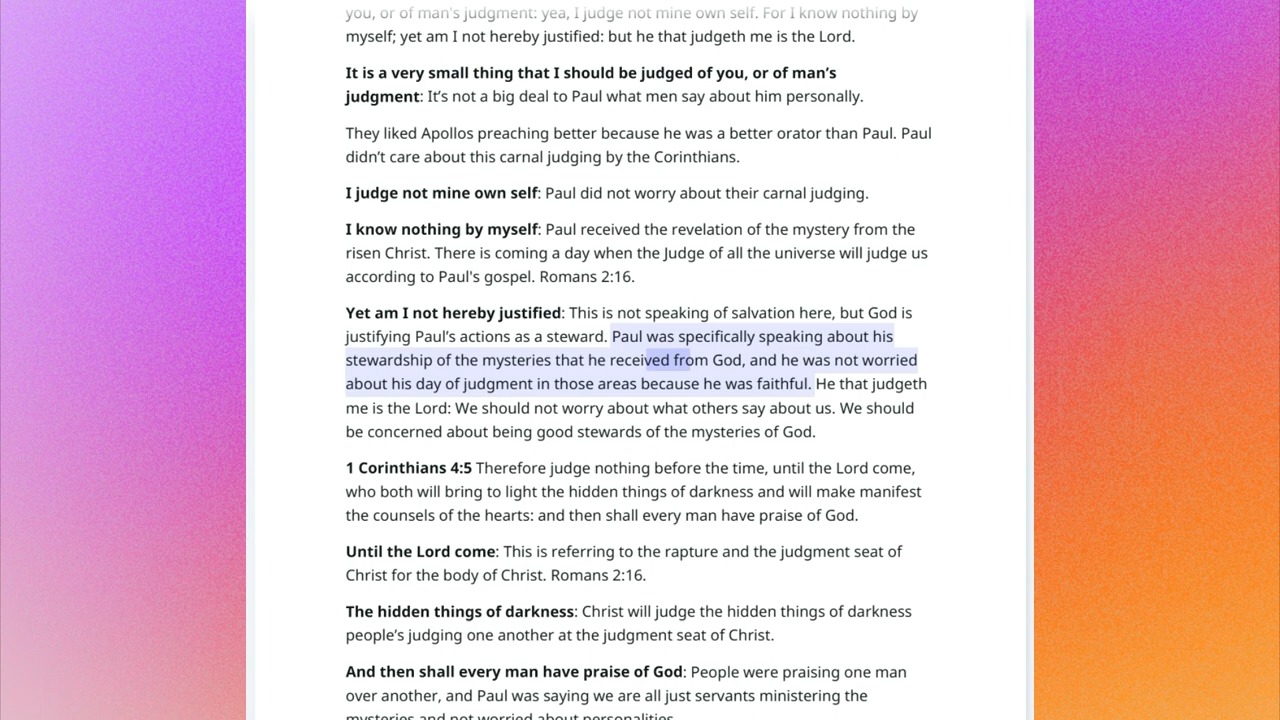 you, or of man's judgment: yea, I judge not mine own self. For I know nothing by
myself; yet am I not hereby justified: but he that judgeth me is the Lord.
It is a very small thing that I should be judged of you, or of man’s
judgment: It’s not a big deal to Paul what men say about him personally.
They liked Apollos preaching better because he was a better orator than Paul. Paul
didn’t care about this carnal judging by the Corinthians.
I judge not mine own self: Paul did not worry about their carnal judging.
I know nothing by myself: Paul received the revelation of the mystery from the
risen Christ. There is coming a day when the Judge of all the universe will judge us
according to Paul's gospel. Romans 2:16.
Yet am I not hereby justified: This is not speaking of salvation here, but God is
justifying Paul’s actions as a steward. Paul was specifically speaking about his
stewardship of the mysteries that he received from God, and he was not worried
about his day of judgment in those areas because he was faithful. He that judgeth
me is the Lord: We should not worry about what others say about us. We should
be concerned about being good stewards of the mysteries of God.
1 Corinthians 4:5 Therefore judge nothing before the time, until the Lord come,
who both will bring to light the hidden things of darkness and will make manifest
the counsels of the hearts: and then shall every man have praise of God.
Until the Lord come: This is referring to the rapture and the judgment seat of
Christ for the body of Christ. Romans 2:16.
The hidden things of darkness: Christ will judge the hidden things of darkness
people’s judging one another at the judgment seat of Christ.
And then shall every man have praise of God: People were praising one man
over another, and Paul was saying we are all just servants ministering the
mysteries and not worried about personalities.